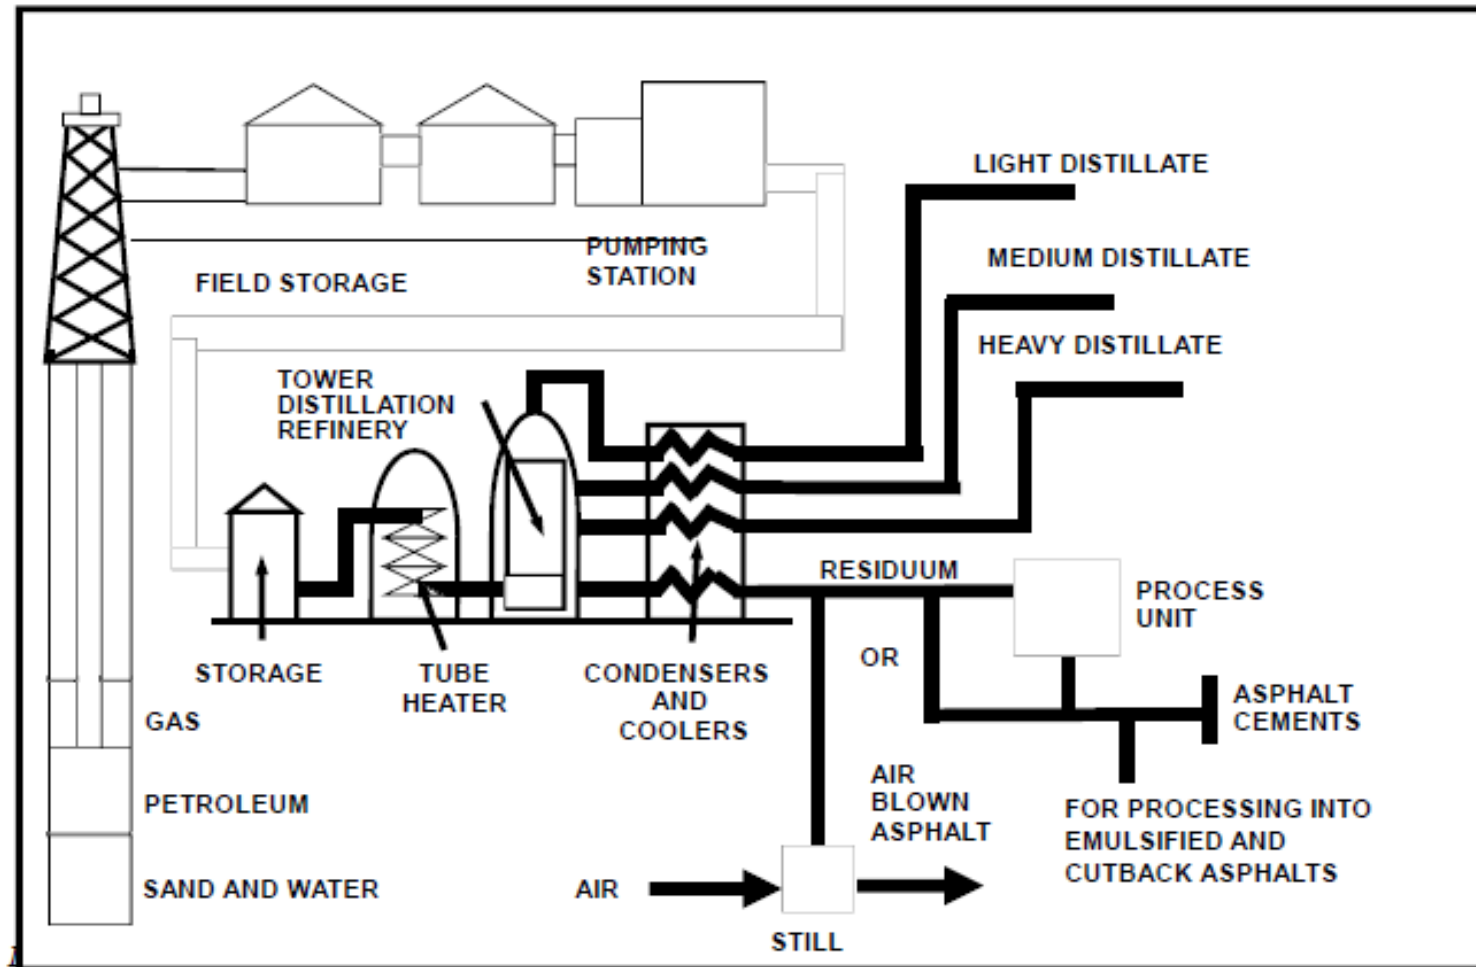 LIGHT DISTILLATE
PUMPING
STATION
MEDIUM DISTILLATE
FIELD STORAGE
HEAVY DISTILLATE
TOWER
DISTILLATION
REFINERY
RESIDUUM
PROCESS
UNIT
OR
STORAGE
TUBE
HEATER
CONDENSERS
AND
COOLERS
ASPHALT
CEMENTS
GAS
AIR
BLOWN
ASPHALT
PETROLEUM
FOR PROCESSING INTO
EMULSIFIED AND
CUTBACK ASPHALTS
SAND AND WATER
AIR
STILL